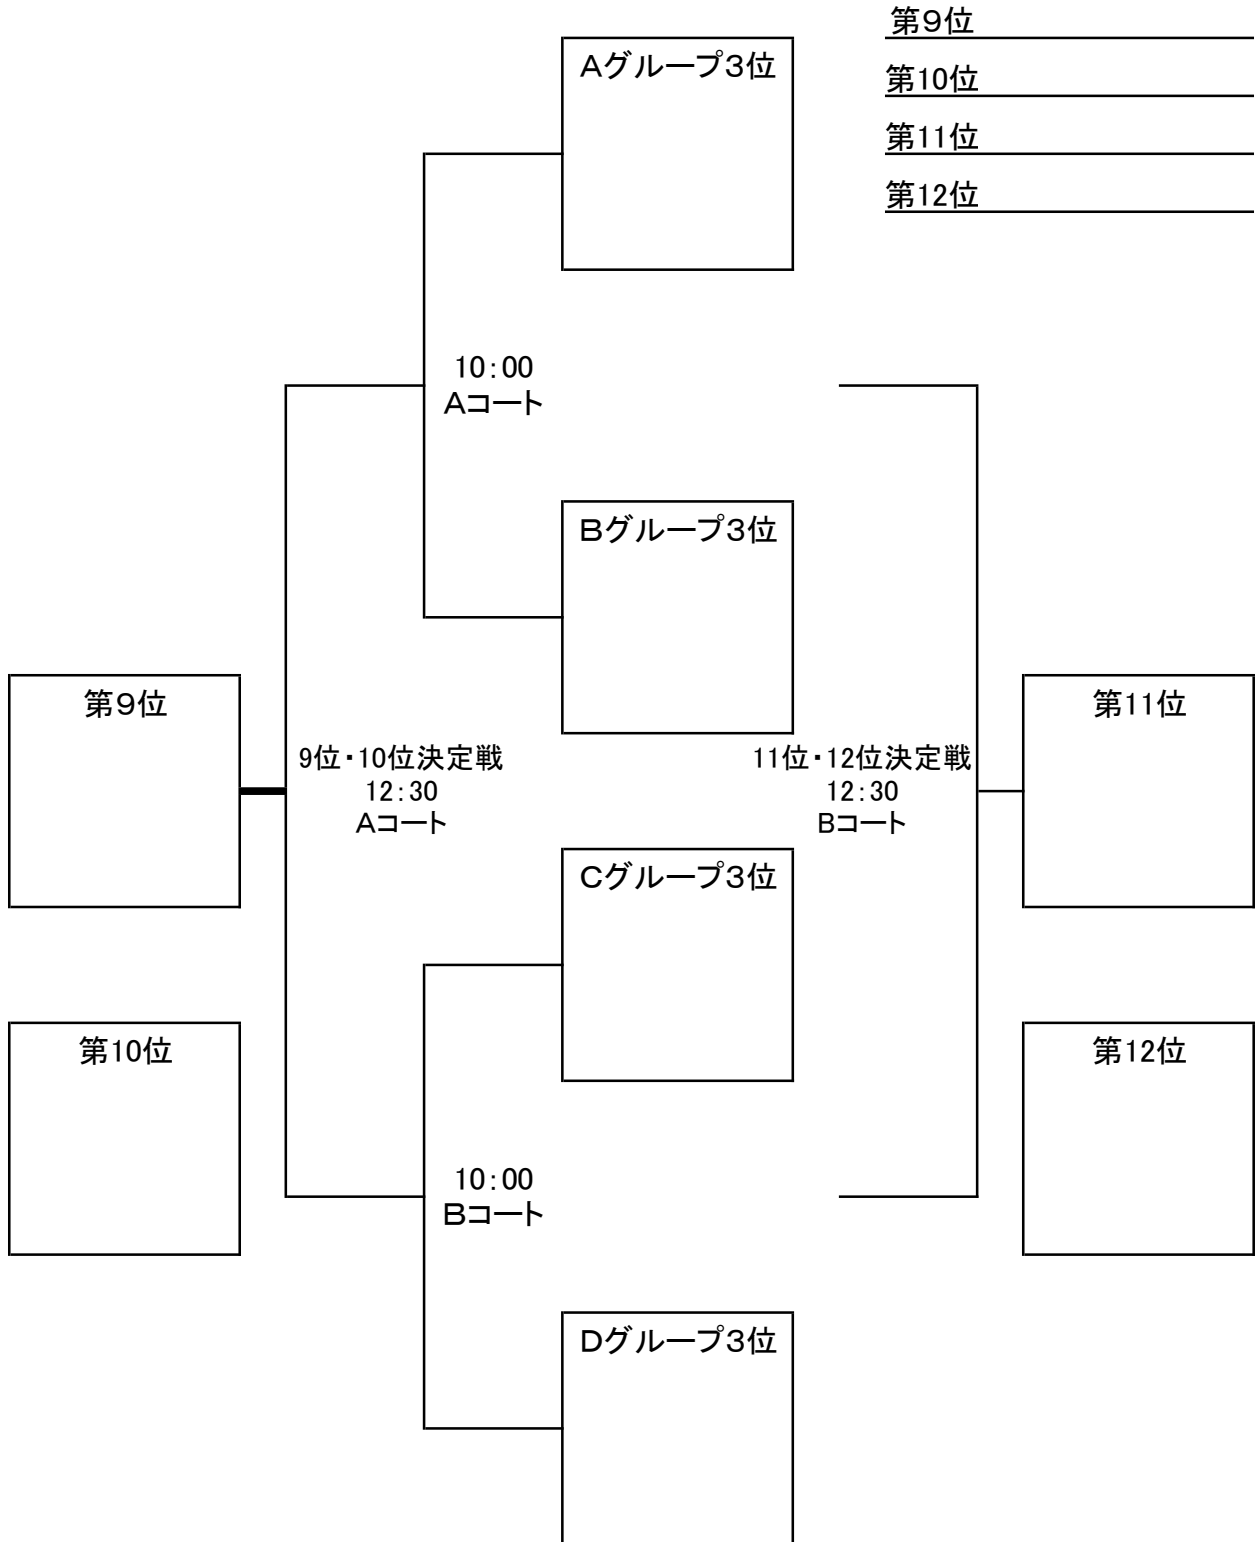 第９位
第10位
第11位
第12位
Ａグループ３位
10：00
Ａコート
Ｂグループ３位
第９位
9位・10位決定戦
12：30
Ａコート
11位・12位決定戦
12：30
Bコート
第11位
Ｃグループ３位
第10位
第12位
10：00
Ｂコート
Ｄグループ３位